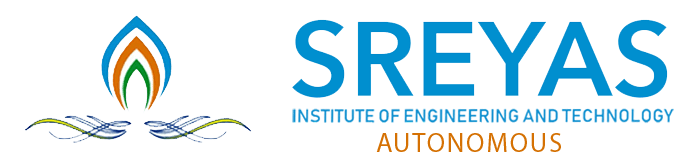 SREYAS
INSTITUTE OF ENGINEERING AND TECHNOLOGY
AUTONOMOUS